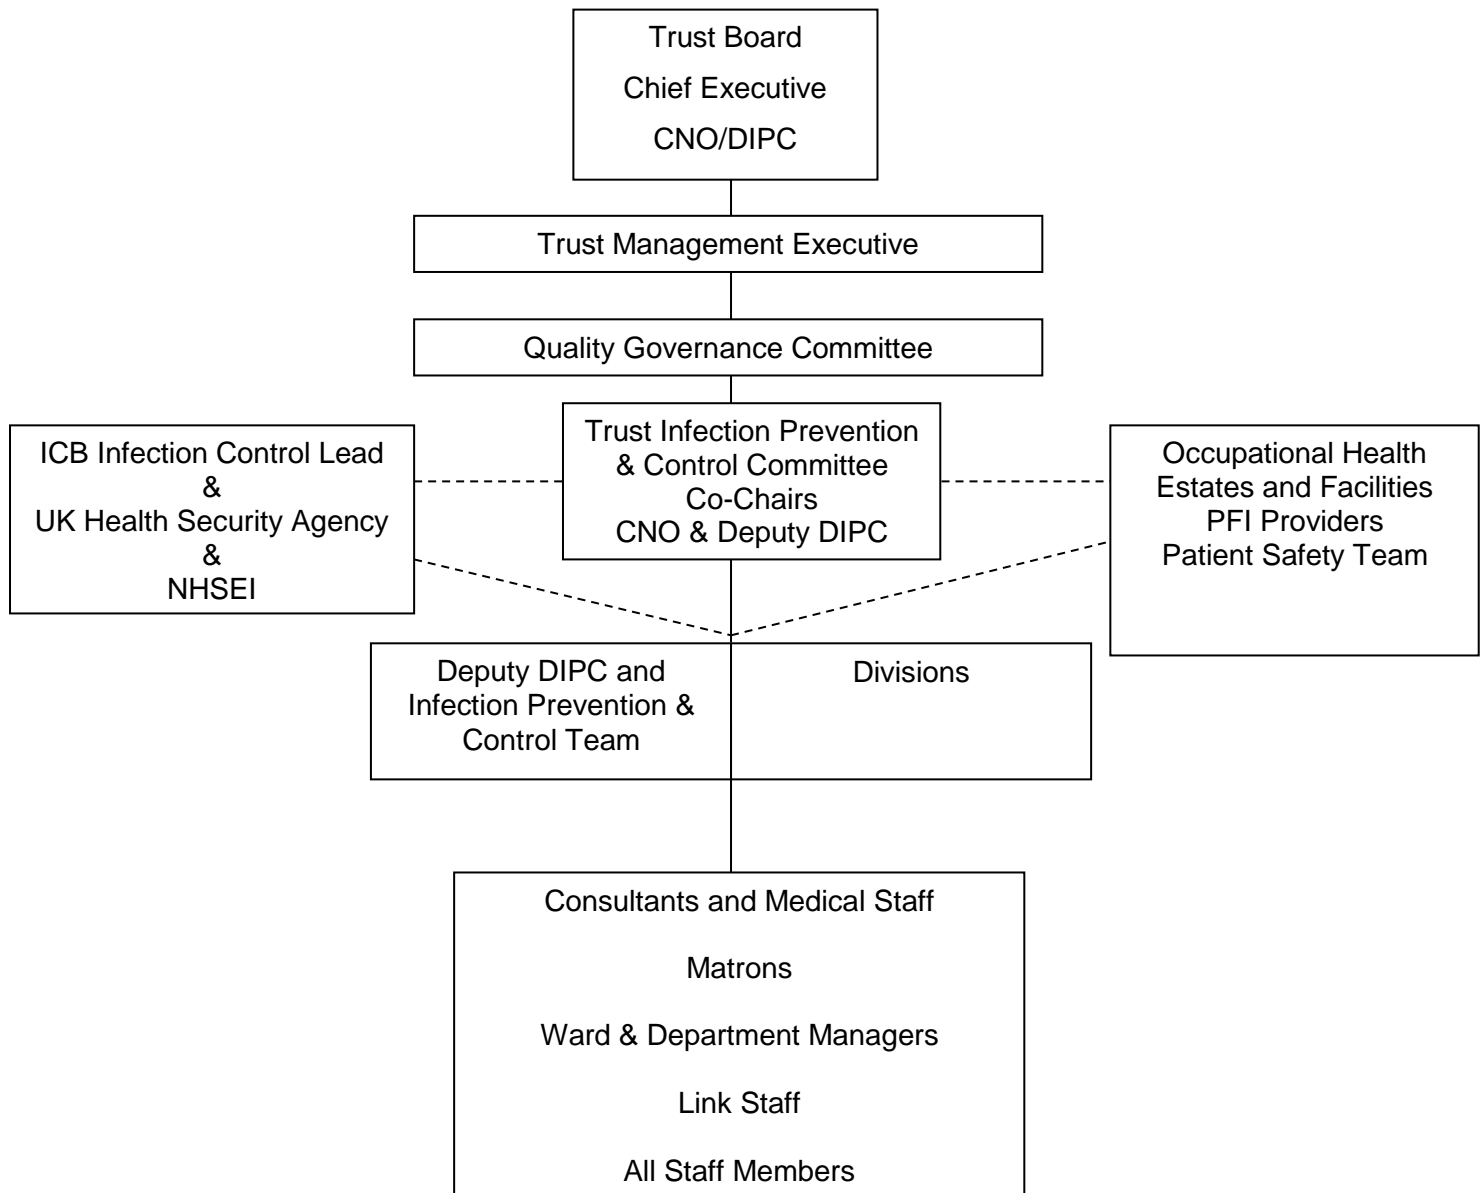 Trust Board
Chief Executive
CNO/DIPC
Trust Management Executive
Quality Governance Committee
ICB Infection Control Lead
&
UK Health Security Agency
&
NHSEI
Trust Infection Prevention
& Control Committee
Co-Chairs
CNO & Deputy DIPC
Occupational Health
Estates and Facilities
PFI Providers
Patient Safety Team
Deputy DIPC and
Infection Prevention &
Control Team
Divisions
Consultants and Medical Staff
Matrons
Ward & Department Managers
Link Staff
All Staff Members